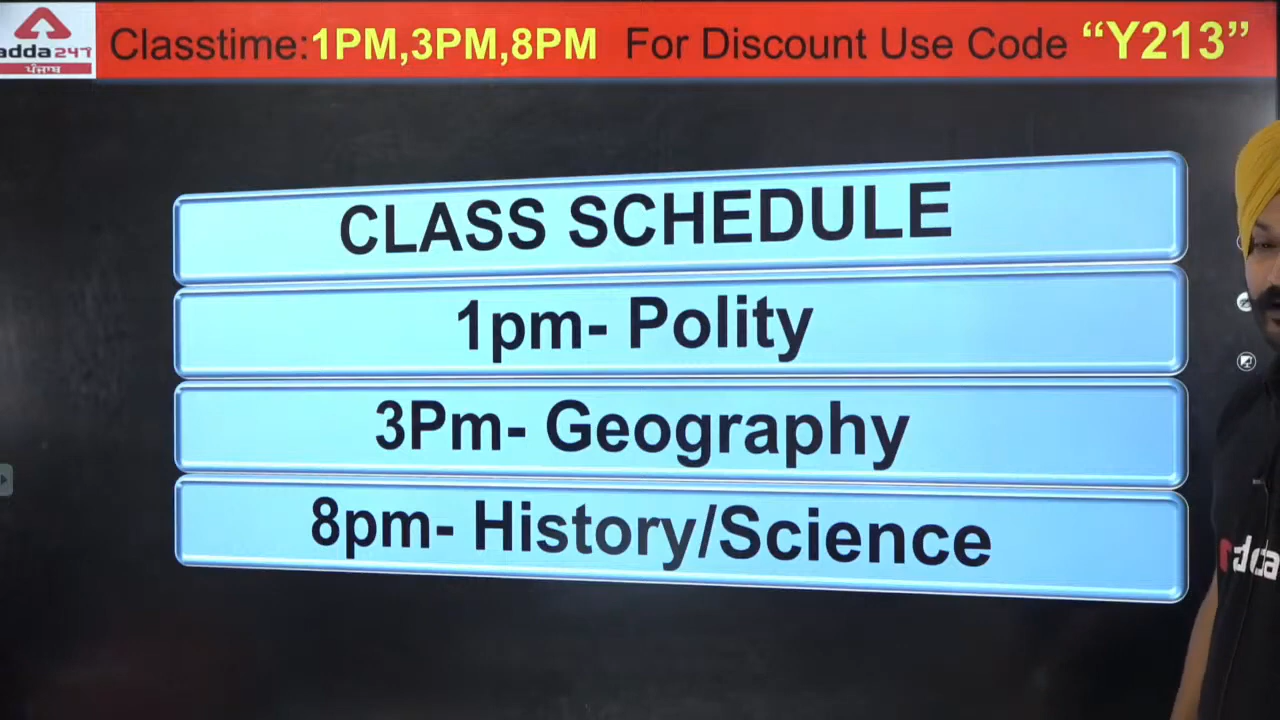 adda247
ਪੰਜਾਬ
Classtime:1PM,3PM,8PM For Discount Use Code “Y213”
CLASS SCHEDULE
1pm- Polity
3Pm- Geography
8pm- History/Science
adda